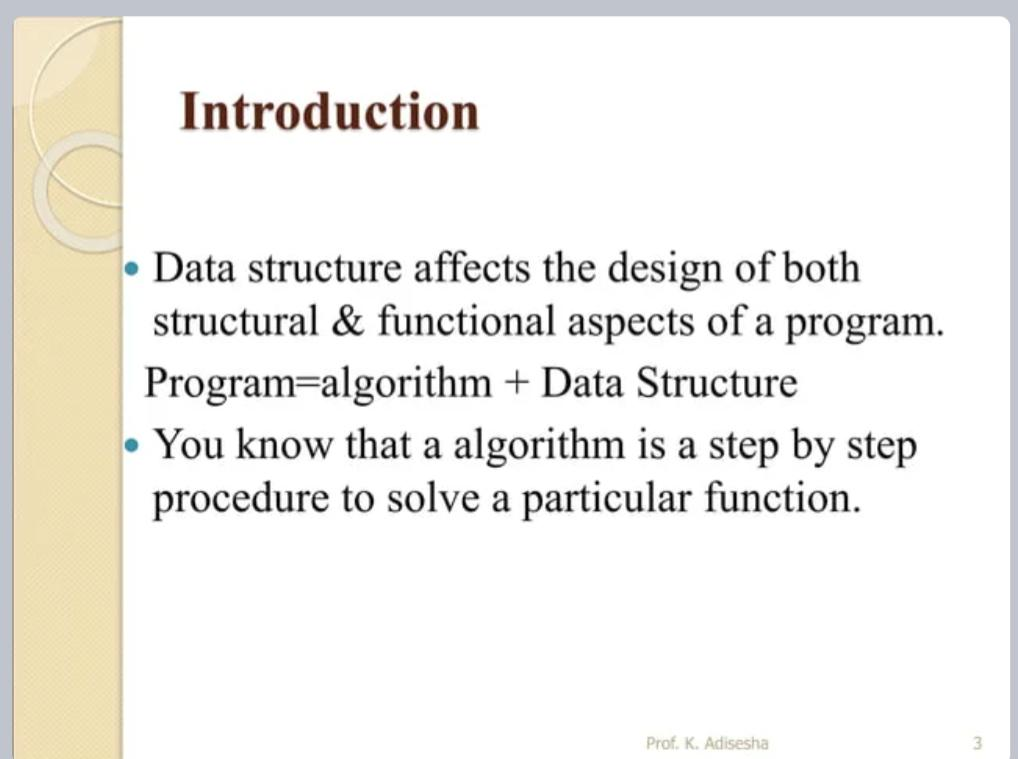 Introduction
Data structure affects the design of both
structural & functional aspects of a program.
Program=algorithm + Data Structure
You know that a algorithm is a step by step
procedure to solve a particular function.
Prof. K. Adisesha 3